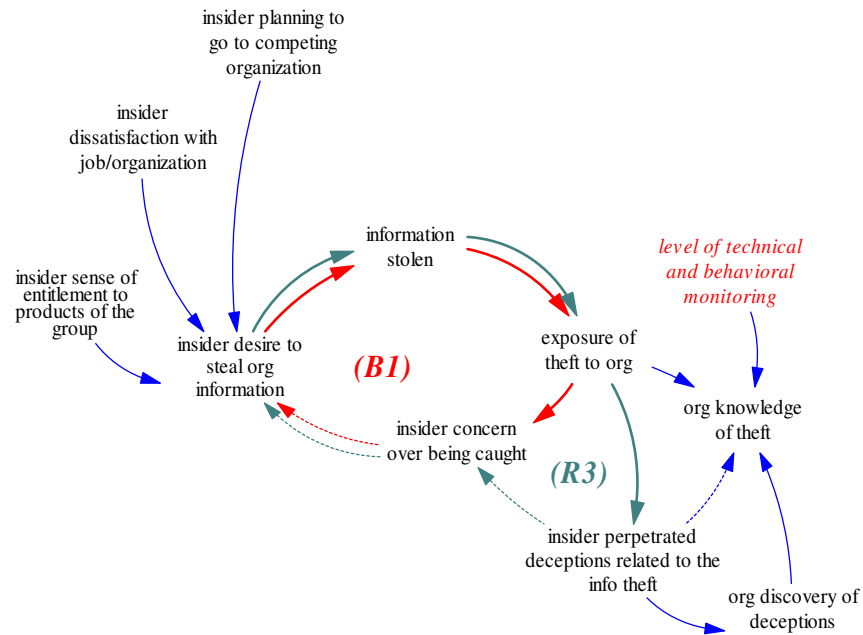 insider planning to
go to competing
organization
insider
dissatisfaction with
job/organization
information
stolen
level of technical
and behavioral
monitoring
insider sense of
entitlement to
products of the
group
insider desire to
steal org
information
(B1)
exposure of
theft to org
org knowledge
of theft
insider concern
over being caught
(R3)
insider perpetrated
deceptions related to the
info theft
org discovery of
deceptions